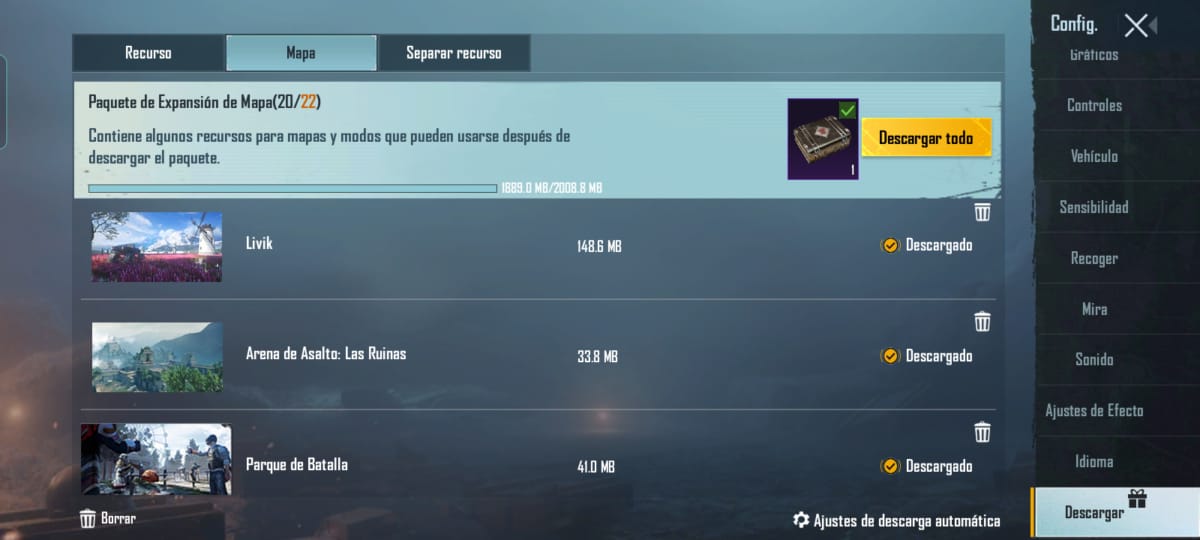 Recurso
Mapa
Separar recurso
Config.
Gráficos
Paquete de Expansión de Mapa(20/22)
Contiene algunos recursos para mapas y modos que pueden usarse después de
descargar el paquete.
1889.0 MB/2008.8 MB
1
Descargar todo
Controles
Vehículo
Sensibilidad
Livik
148.6 MB
Descargado
Recoger
Mira
Arena de Asalto: Las Ruinas
33.8 MB
Descargado
Sonido
Ajustes de Efecto
Parque de Batalla
41.0 MB
Descargado
Idioma
Borrar
Ajustes de descarga automática
Descargar